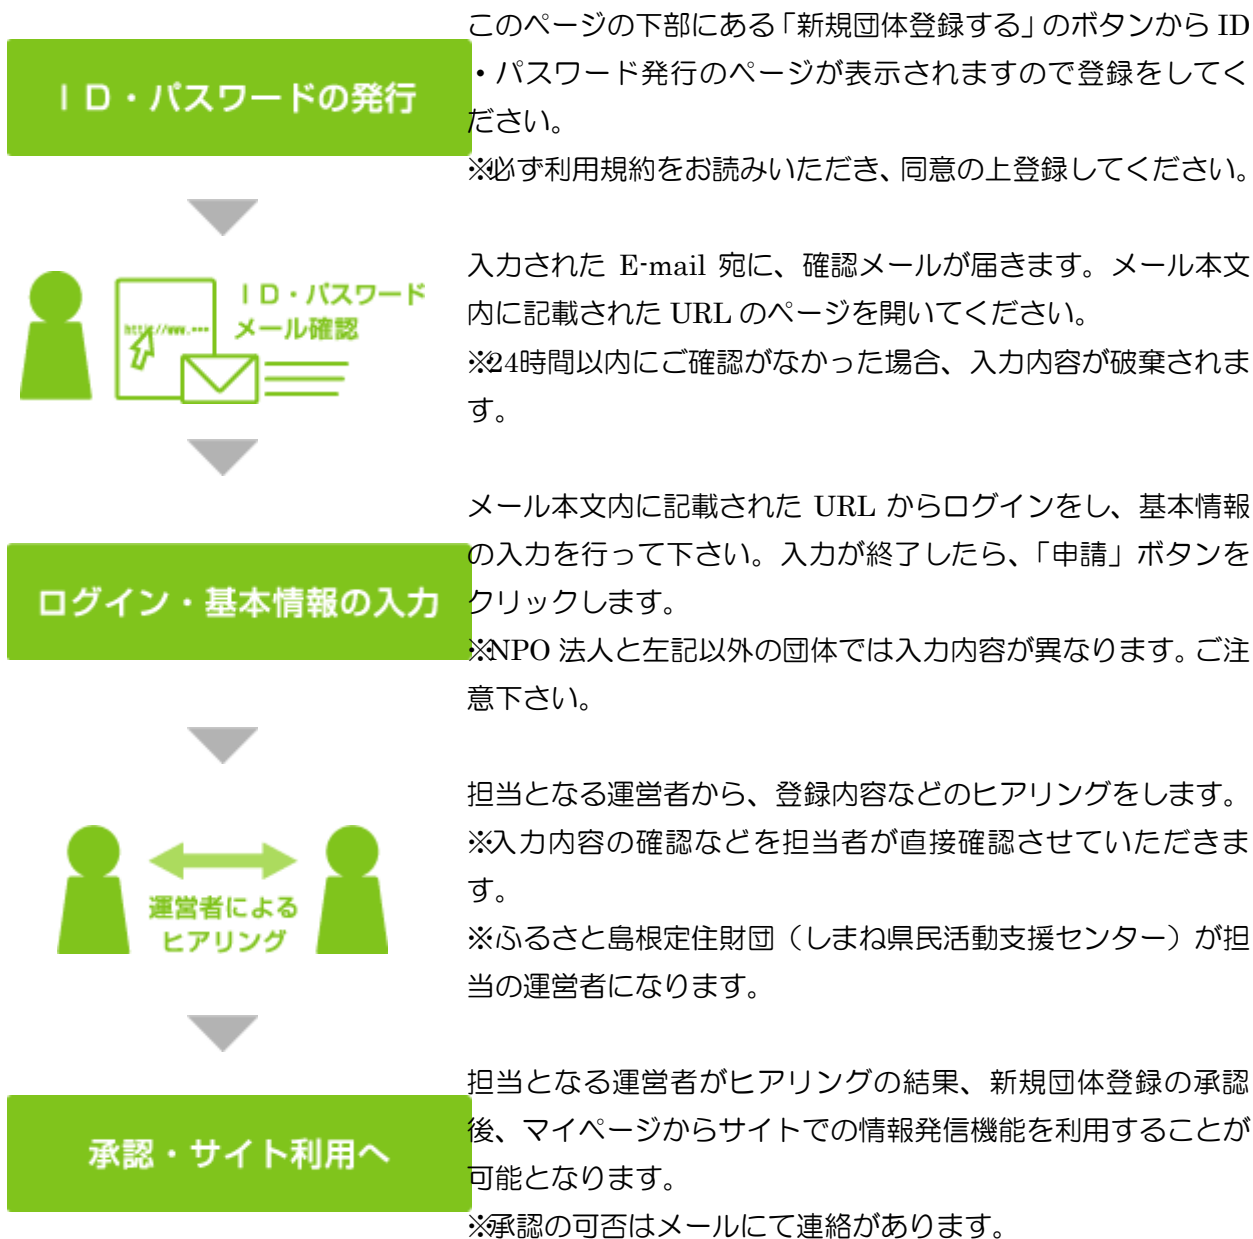 ＩＤ・パスワードの発行
このページの下部にある「新規団体登録する」のボタンから ID
・パスワード発行のページが表示されますので登録をしてく
ださい。
※必ず利用規約をお読みいただき、同意の上登録してください。
ＩＤ・パスワード
メール確認
http://www.•••
入力された E-mail 宛に、確認メールが届きます。メール本文
内に記載された URL のページを開いてください。
※24時間以内にご確認がなかった場合、入力内容が破棄されま
す。
ログイン・基本情報の入力
メール本文内に記載された URL からログインをし、基本情報
の入力を行って下さい。入力が終了したら、「申請」ボタンを
クリックします。
※NPO 法人と左記以外の団体では入力内容が異なります。ご注
意下さい。
運営者による
ヒアリング
担当となる運営者から、登録内容などのヒアリングをします。
※入力内容の確認などを担当者が直接確認させていただきま
す。
※ふるさと島根定住財団（しまね県民活動支援センター）が担
当の運営者になります。
承認・サイト利用へ
担当となる運営者がヒアリングの結果、新規団体登録の承認
後、マイページからサイトでの情報発信機能を利用することが
可能となります。
※承認の可否はメールにて連絡があります。